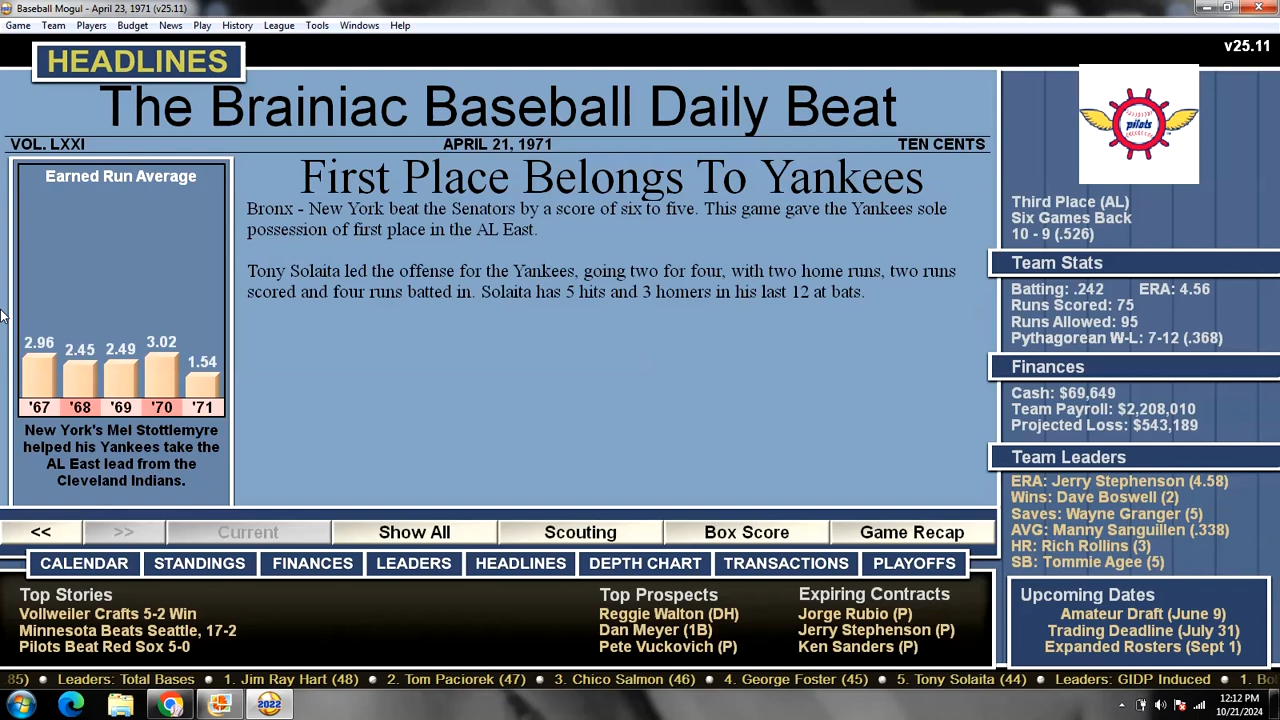 Baseball Mogul - April 23, 1971 (v25.11)
Game Team Players Budget News Play History League Tools Windows Help
HEADLINES
v25.11
The Brainiac Baseball Daily Beat
VOL. LXXI APRIL 21, 1971 TEN CENTS
Earned Run Average
2.96 2.45 2.49 3.02 1.54
'67 '68 '69 '70 '71
New York's Mel Stottlemyre
helped his Yankees take the
AL East lead from the
Cleveland Indians.
First Place Belongs To Yankees
Bronx - New York beat the Senators by a score of six to five. This game gave the Yankees sole
possession of first place in the AL East.
Tony Solaita led the offense for the Yankees, going two for four, with two home runs, two runs
scored and four runs batted in. Solaita has 5 hits and 3 homers in his last 12 at bats.
pilots
Third Place (AL)
Six Games Back
10 - 9 (.526)
Team Stats
Batting: .242 ERA: 4.56
Runs Scored: 75
Runs Allowed: 95
Pythagorean W-L: 7-12 (.368)
Finances
Cash: $69,649
Team Payroll: $2,208,010
Projected Loss: $543,189
Team Leaders
ERA: Jerry Stephenson (4.58)
Wins: Dave Boswell (2)
Saves: Wayne Granger (5)
AVG: Manny Sanguillen (.338)
HR: Rich Rollins (3)
SB: Tommie Agee (5)
<< >> Current Show All Scouting Box Score Game Recap
CALENDAR STANDINGS FINANCES LEADERS HEADLINES DEPTH CHART TRANSACTIONS PLAYOFFS
Top Stories
Vollweiler Crafts 5-2 Win
Minnesota Beats Seattle, 17-2
Pilots Beat Red Sox 5-0
Top Prospects
Reggie Walton (DH)
Dan Meyer (1B)
Pete Vuckovich (P)
Expiring Contracts
Jorge Rubio (P)
Jerry Stephenson (P)
Ken Sanders (P)
Upcoming Dates
Amateur Draft (June 9)
Trading Deadline (July 31)
Expanded Rosters (Sept 1)
85) • Leaders: Total Bases • 1. Jim Ray Hart (48) • 2. Tom Paciorek (47) • 3. Chico Salmon (46) • 4. George Foster (45) • 5. Tony Solaita (44) • Leaders: GIDP Induced • 1.
2022
12:12 PM
10/21/2024